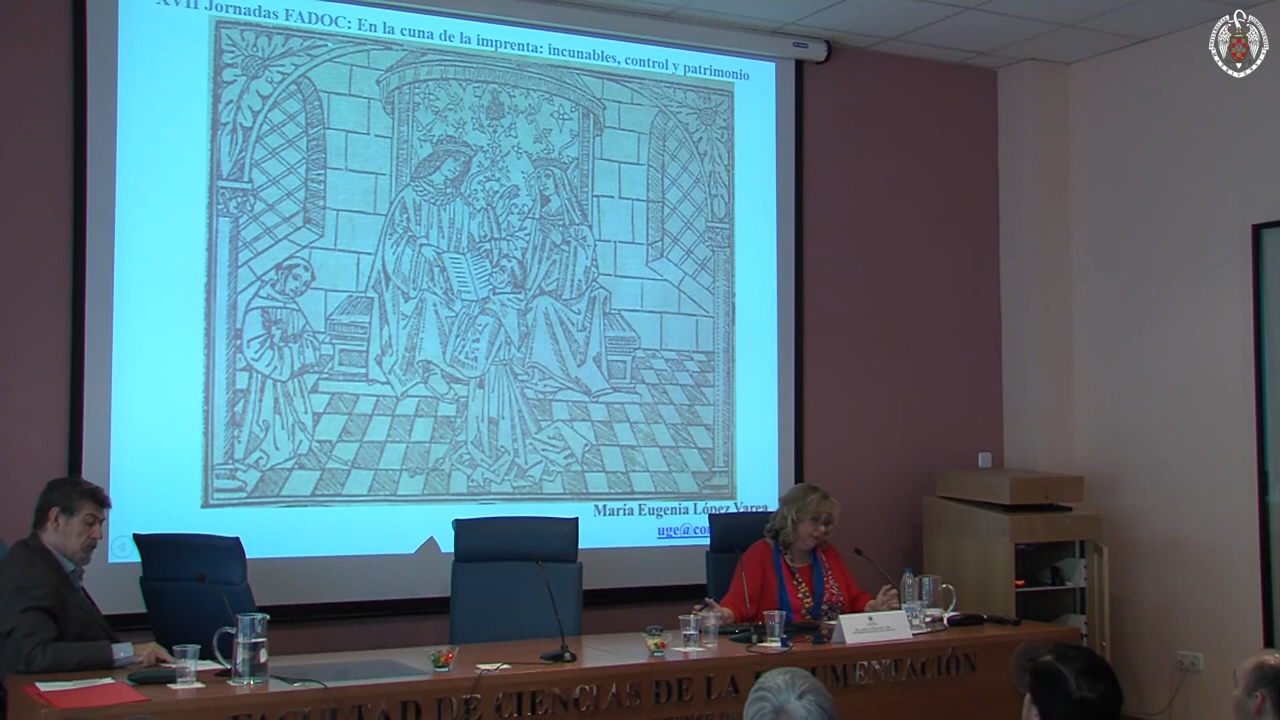 XVII Jornadas FADOC: En la cuna de la imprenta: incunables, control y patrimonio
María Eugenia López Varea
uge@
FACULTAD DE CIENCIAS DE LA DOCUMENTACIÓN